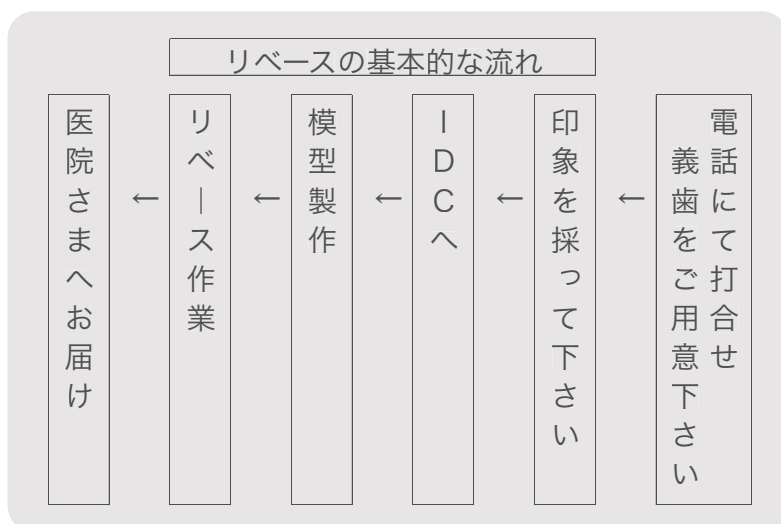 リベースの基本的な流れ
電話にて打合せ
義歯をご用意下さい
←
印象を採って下さい
←
IDCへ
←
模型製作
←
リベース作業
←
医院さまへお届け